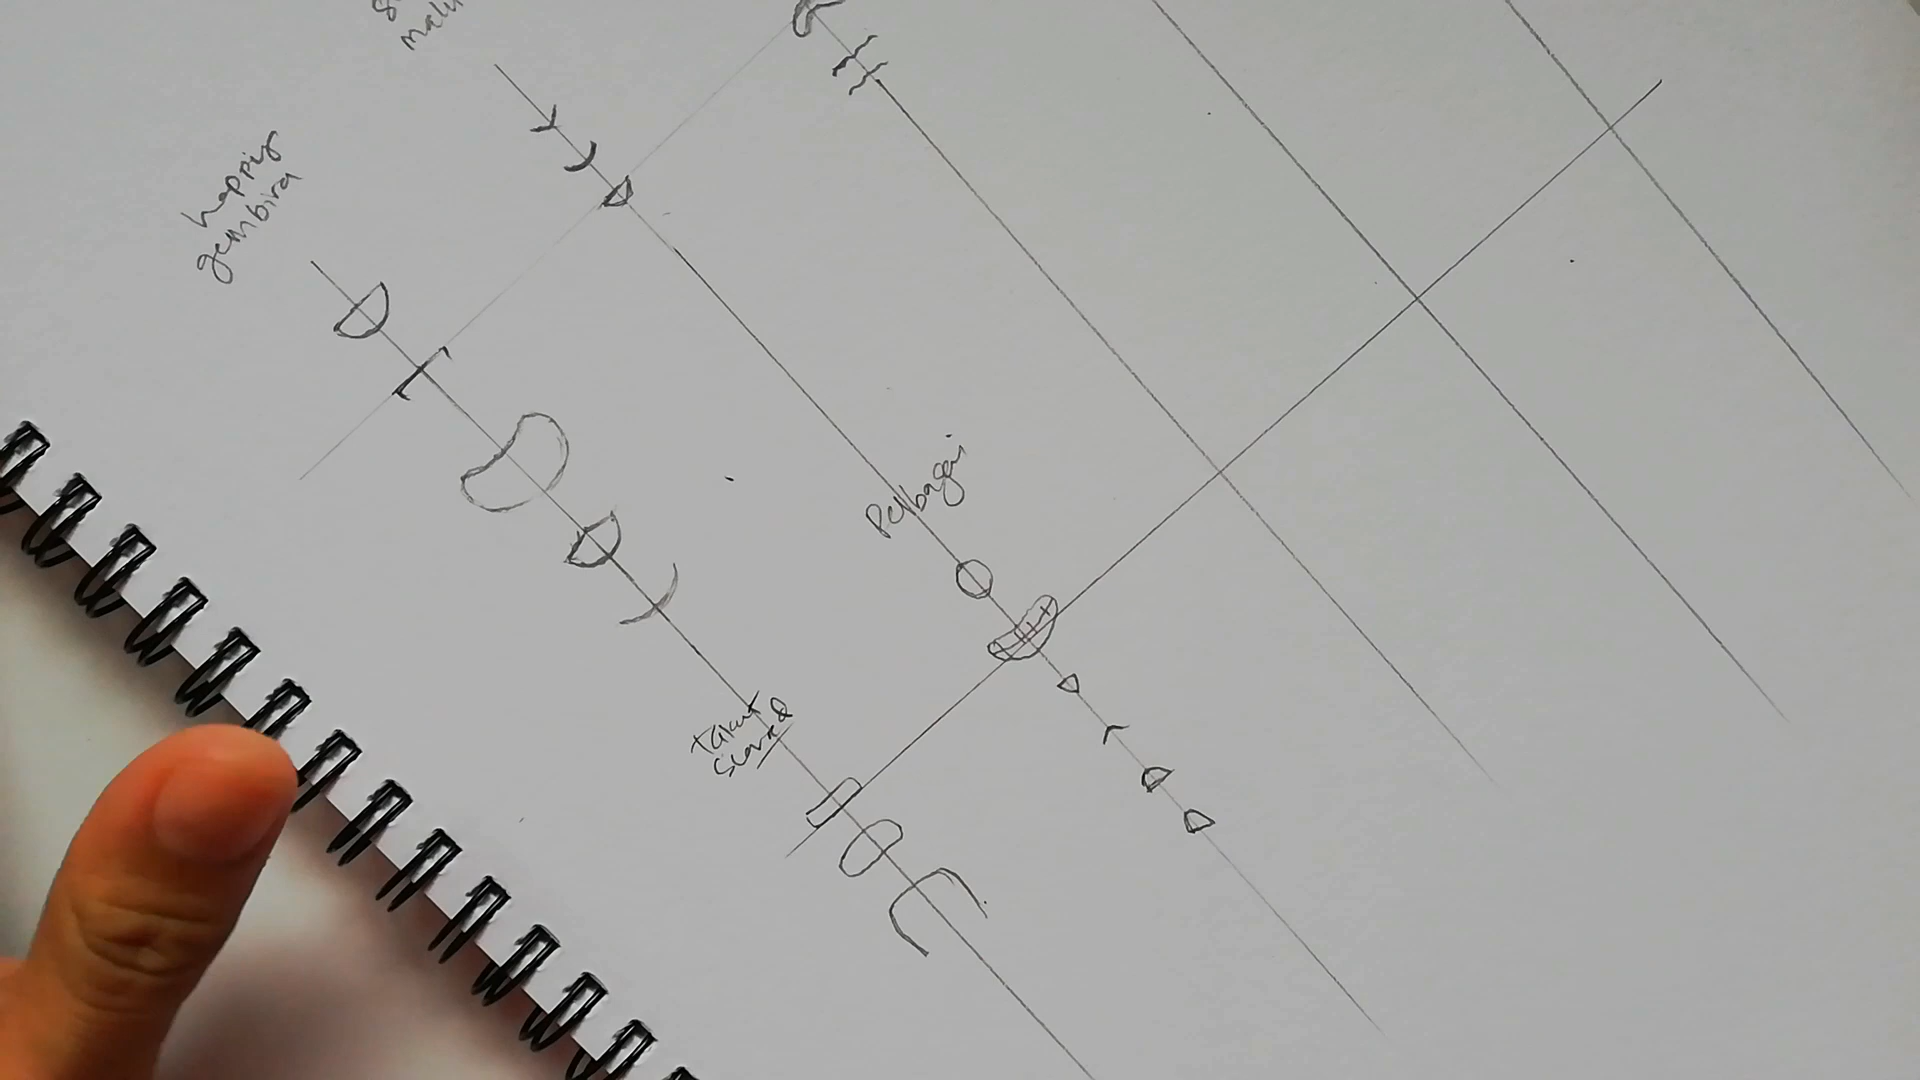 happy
gembira
Pelbagai
takut
scared